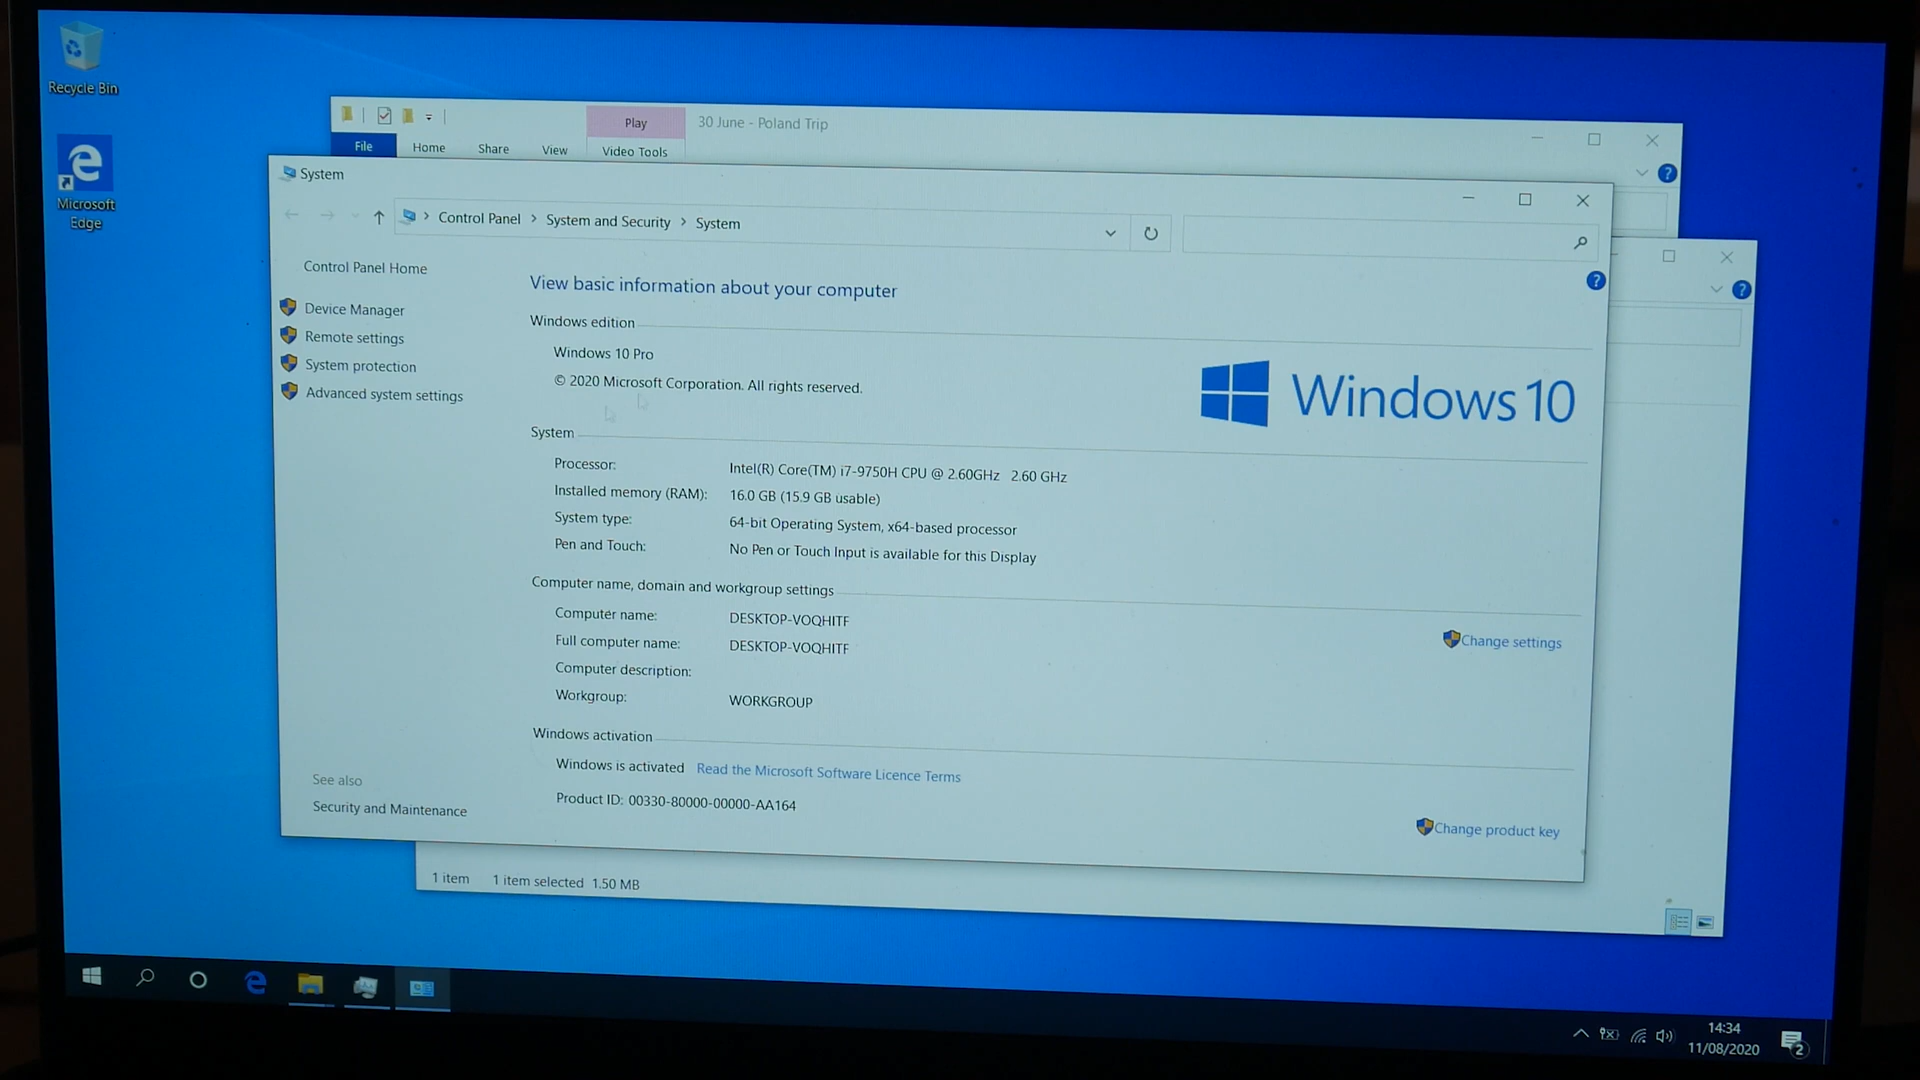 Recycle Bin
Microsoft
Edge
Play
30 June - Poland Trip
File
Home
Share
View
Video Tools
System
Control Panel > System and Security > System
Control Panel Home
Device Manager
Remote settings
System protection
Advanced system settings
See also
Security and Maintenance
View basic information about your computer
Windows edition
Windows 10 Pro
© 2020 Microsoft Corporation. All rights reserved.
Windows 10
System
Processor: Intel(R) Core(TM) i7-9750H CPU @ 2.60GHz 2.60 GHz
Installed memory (RAM): 16.0 GB (15.9 GB usable)
System type: 64-bit Operating System, x64-based processor
Pen and Touch: No Pen or Touch Input is available for this Display
Computer name, domain and workgroup settings
Computer name: DESKTOP-VOQHITF
Full computer name: DESKTOP-VOQHITF
Change settings
Computer description:
Workgroup: WORKGROUP
Windows activation
Windows is activated Read the Microsoft Software Licence Terms
Product ID: 00330-80000-00000-AA164
Change product key
1 item 1 item selected 1.50 MB
14:34
11/08/2020
2